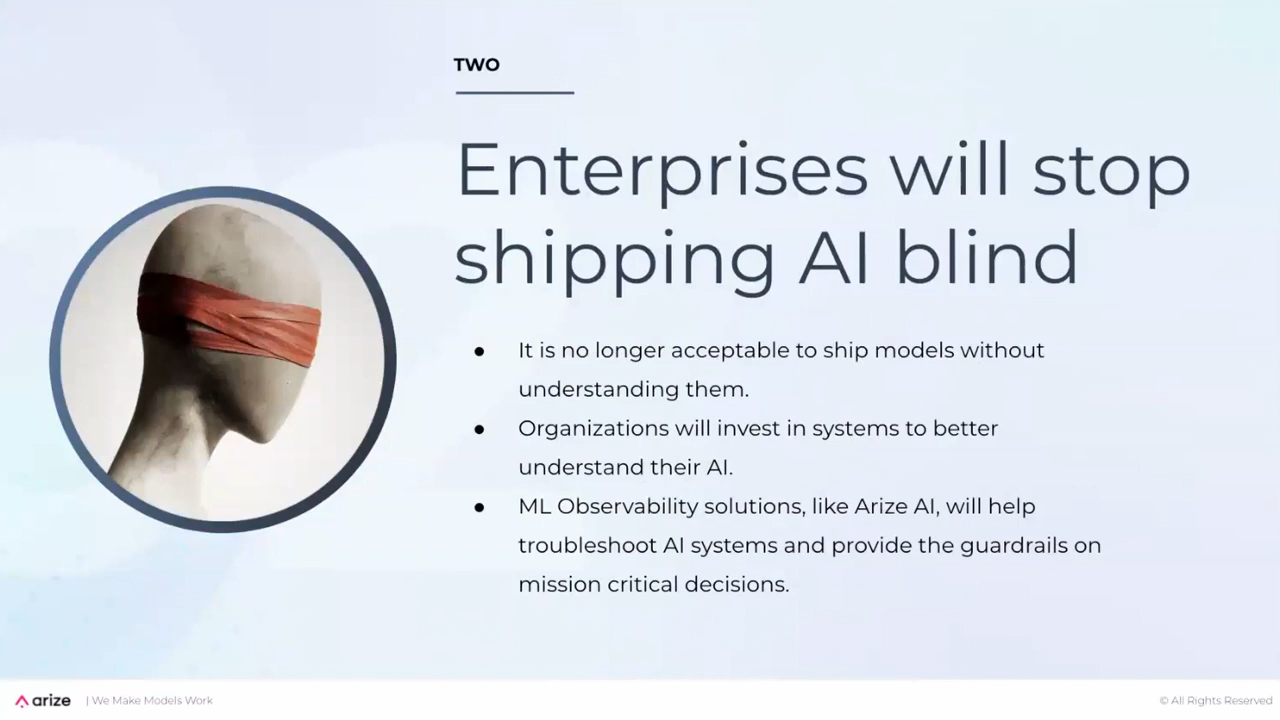 TWO
Enterprises will stop
shipping AI blind
● It is no longer acceptable to ship models without
understanding them.
● Organizations will invest in systems to better
understand their AI.
● ML Observability solutions, like Arize AI, will help
troubleshoot AI systems and provide the guardrails on
mission critical decisions.
arize | We Make Models Work
© All Rights Reserved